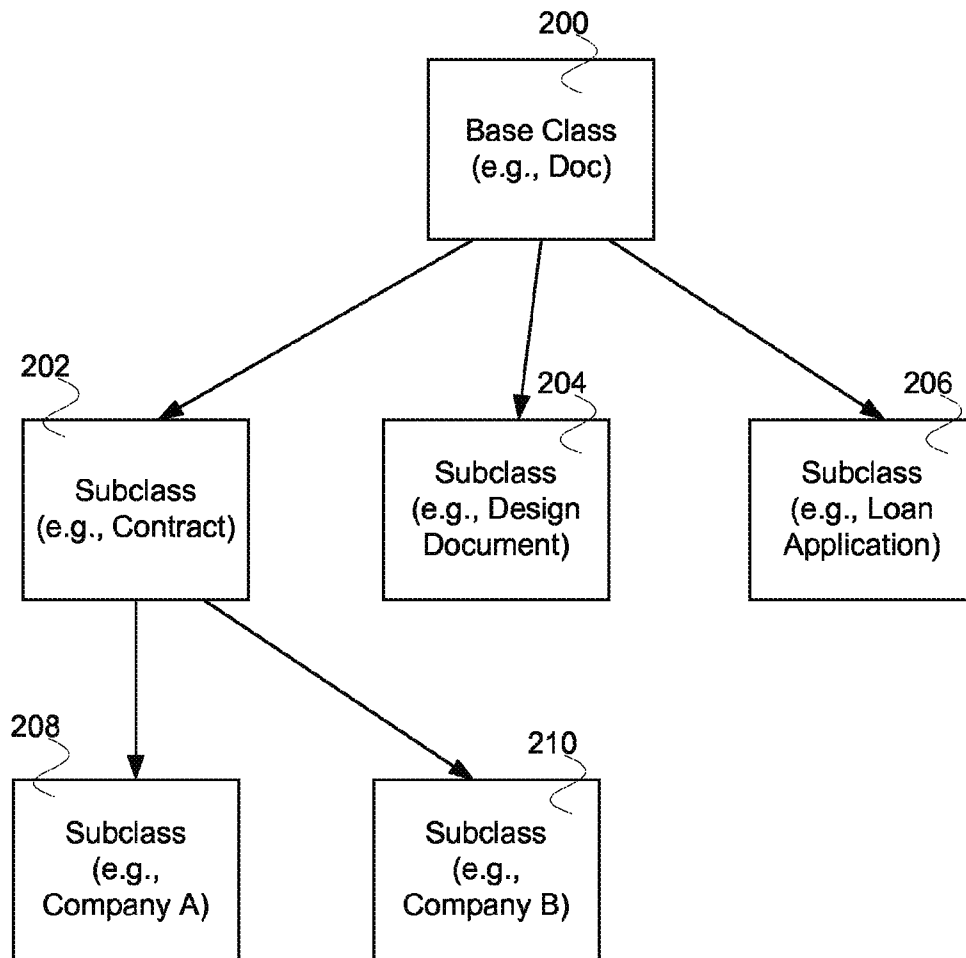 200
Base Class
(e.g., Doc)
202
204
206
Subclass
(e.g., Contract)
Subclass
(e.g., Design
Document)
Subclass
(e.g., Loan
Application)
208
210
Subclass
(e.g.,
Company A)
Subclass
(e.g.,
Company B)